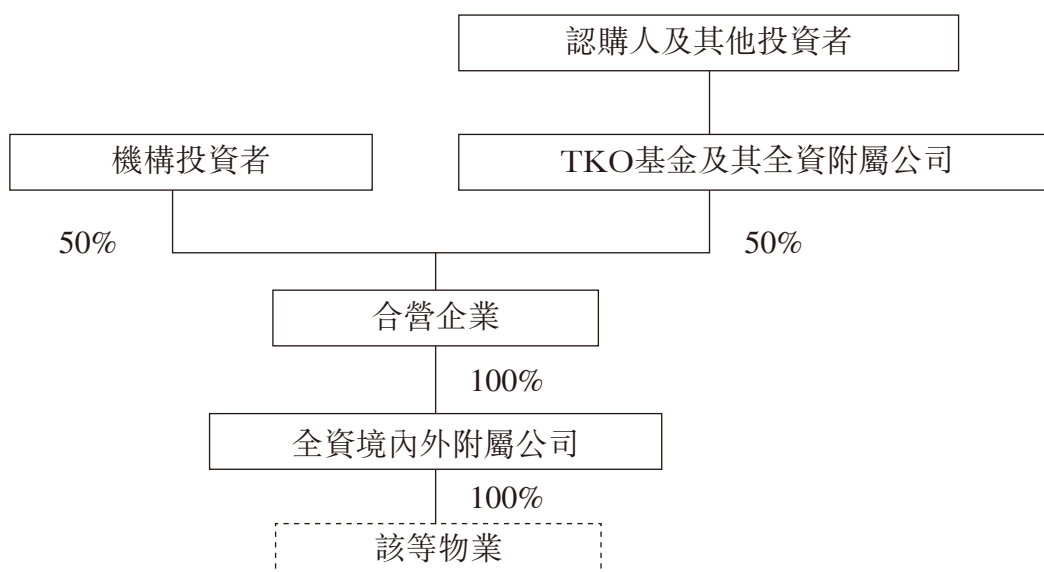 認購人及其他投資者
機構投資者
TKO基金及其全資附屬公司
50%
50%
合營企業
100%
全資境內外附屬公司
100%
該等物業